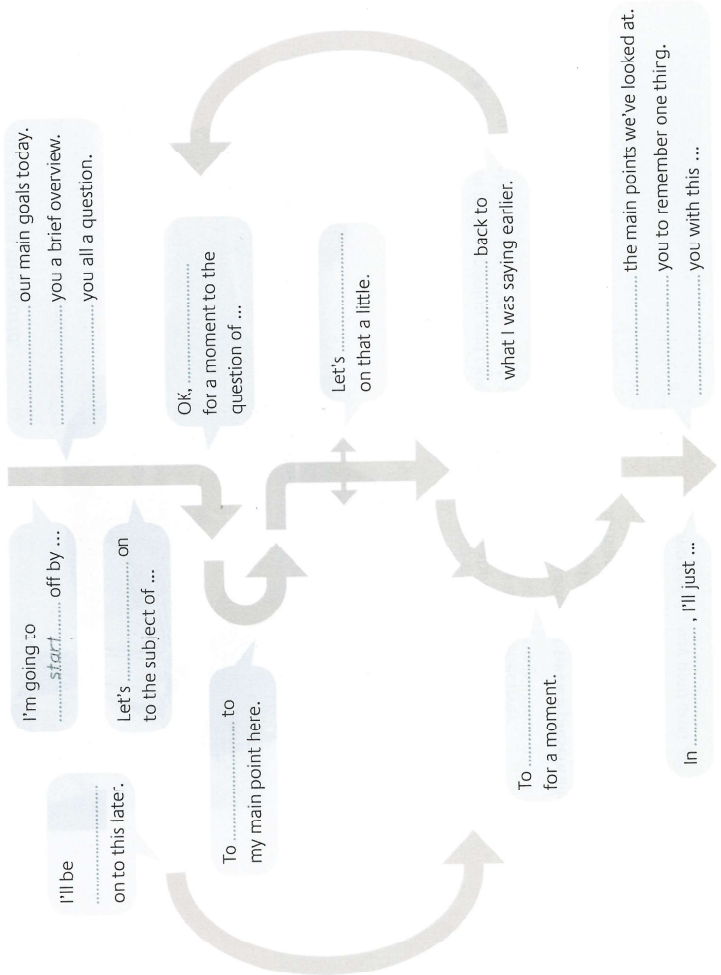 I'm going to
............start............ off by ...
........................ our main goals today.
........................ you a brief overview.
........................ you all a question.
I'll be
........................
on to this later.
Let's ........................ on
to the subject of ...
OK, ........................
for a moment to the
question of ...
To ........................ to
my main point here.
Let's ........................
on that a little.
........................ back to
what I was saying earlier.
To ........................
for a moment.
In ........................, I'll just ...
........................ the main points we've looked at.
........................ you to remember one thing.
........................ you with this ...